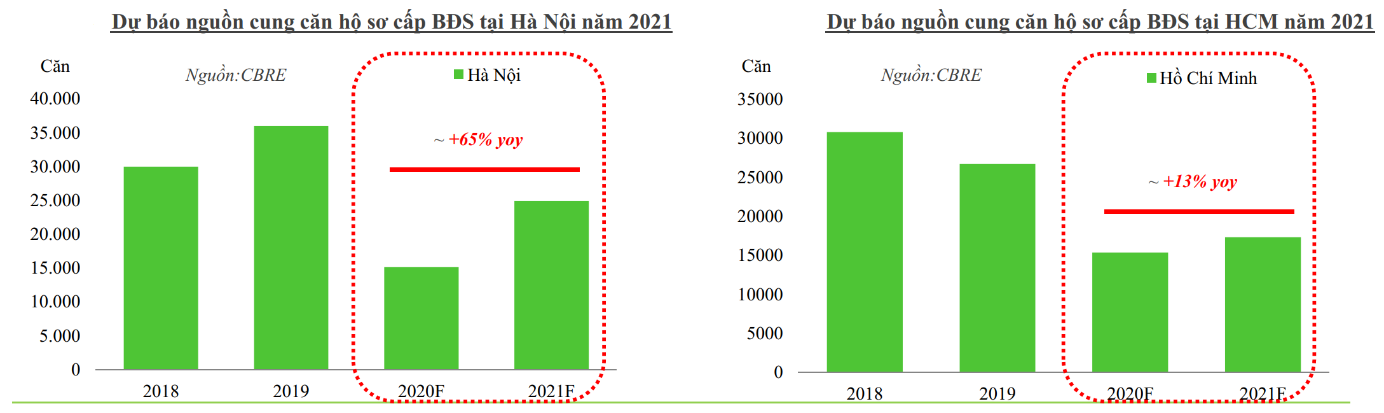 Dự báo nguồn cung căn hộ sơ cấp BĐS tại Hà Nội năm 2021
Căn
Nguồn:CBRE
Hà Nội
40.000
35.000
30.000
25.000
20.000
15.000
10.000
5.000
0
~ +65% yoy
2018
2019
2020F
2021F
Dự báo nguồn cung căn hộ sơ cấp BĐS tại HCM năm 2021
Căn
Nguồn:CBRE
Hồ Chí Minh
35000
30000
25000
20000
15000
10000
5000
0
~ +13% yoy
2018
2019
2020F
2021F